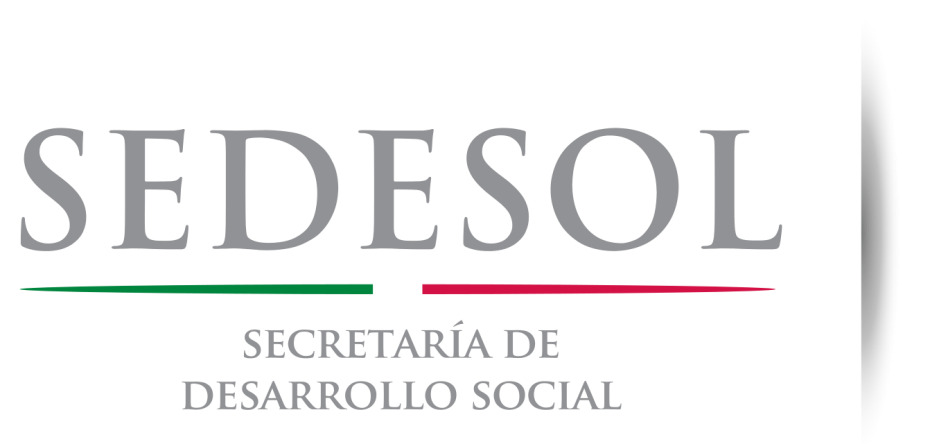 SEDESOL
SECRETARÍA DE
DESARROLLO SOCIAL